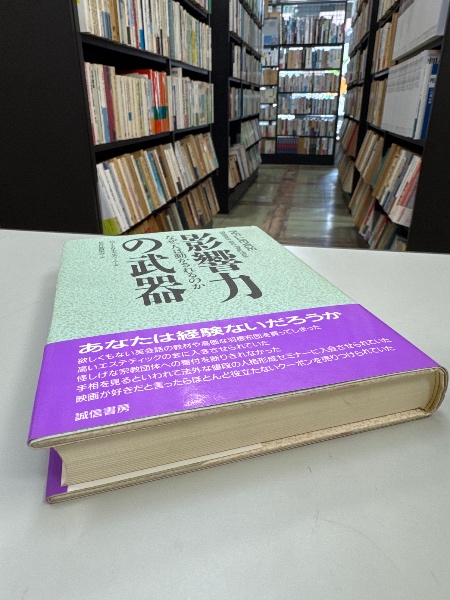 影響力
の武器
なぜ、人は動かされるのか
あなたは経験ないだろうか
欲しくもない英会話の教材や高価な羽根布団を買ってしまった
高いエステティックの会に入会させられていた
怪しげな宗教団体への寄付を断りきれなかった
手相を見るといわれて法外な値段の人格形成セミナーに入会させられていた
映画が好きだと言ったらほとんど役立たないクーポンを売りつけられていた
誠信書房